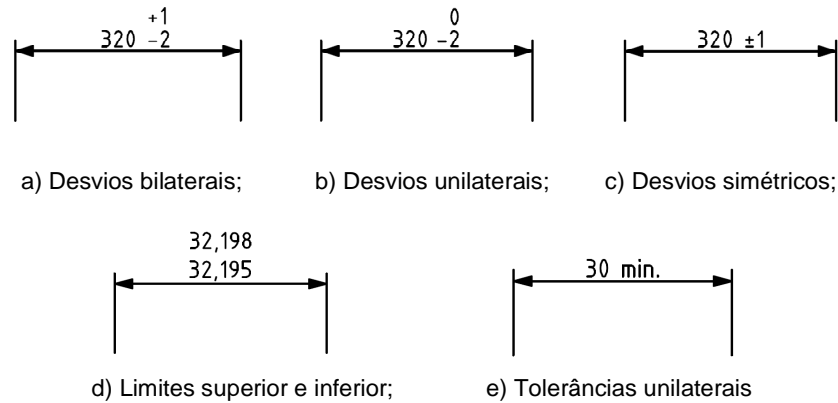 +1
320 -2
0
320 -2
320 ±1
a) Desvios bilaterais;
b) Desvios unilaterais;
c) Desvios simétricos;
32,198
32,195
30 min.
d) Limites superior e inferior;
e) Tolerâncias unilaterais